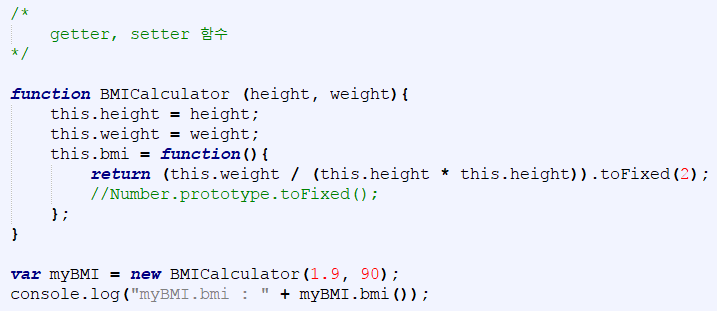 /*
    getter, setter 함수
*/

function BMICalculator (height, weight){
    this.height = height;
    this.weight = weight;
    this.bmi = function(){
        return (this.weight / (this.height * this.height)).toFixed(2);
        //Number.prototype.toFixed();
    };
}

var myBMI = new BMICalculator(1.9, 90);
console.log("myBMI.bmi : " + myBMI.bmi());